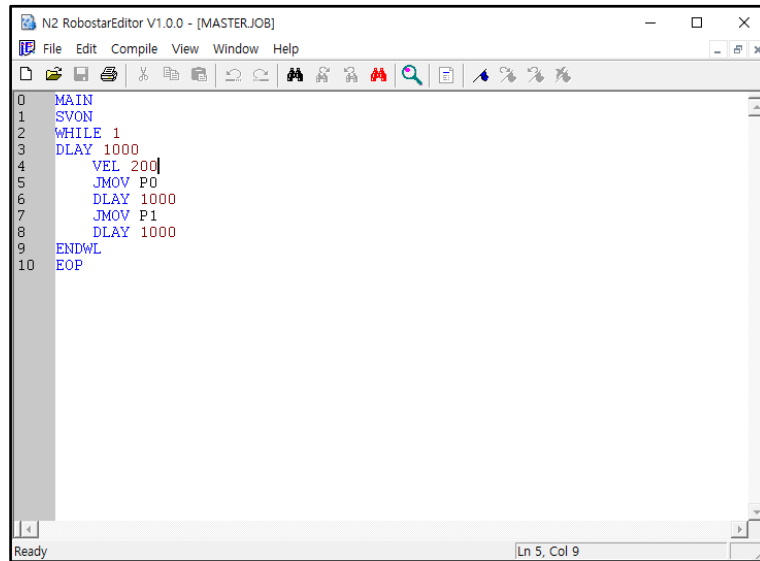 N2 RobostarEditor V1.0.0 - [MASTER.JOB]
File Edit Compile View Window Help
0 MAIN
1 SVON
2 WHILE 1
3 DLAY 1000
4 VEL 200
5 JMOV P0
6 DLAY 1000
7 JMOV P1
8 DLAY 1000
9 ENDWL
10 EOP
Ready Ln 5, Col 9